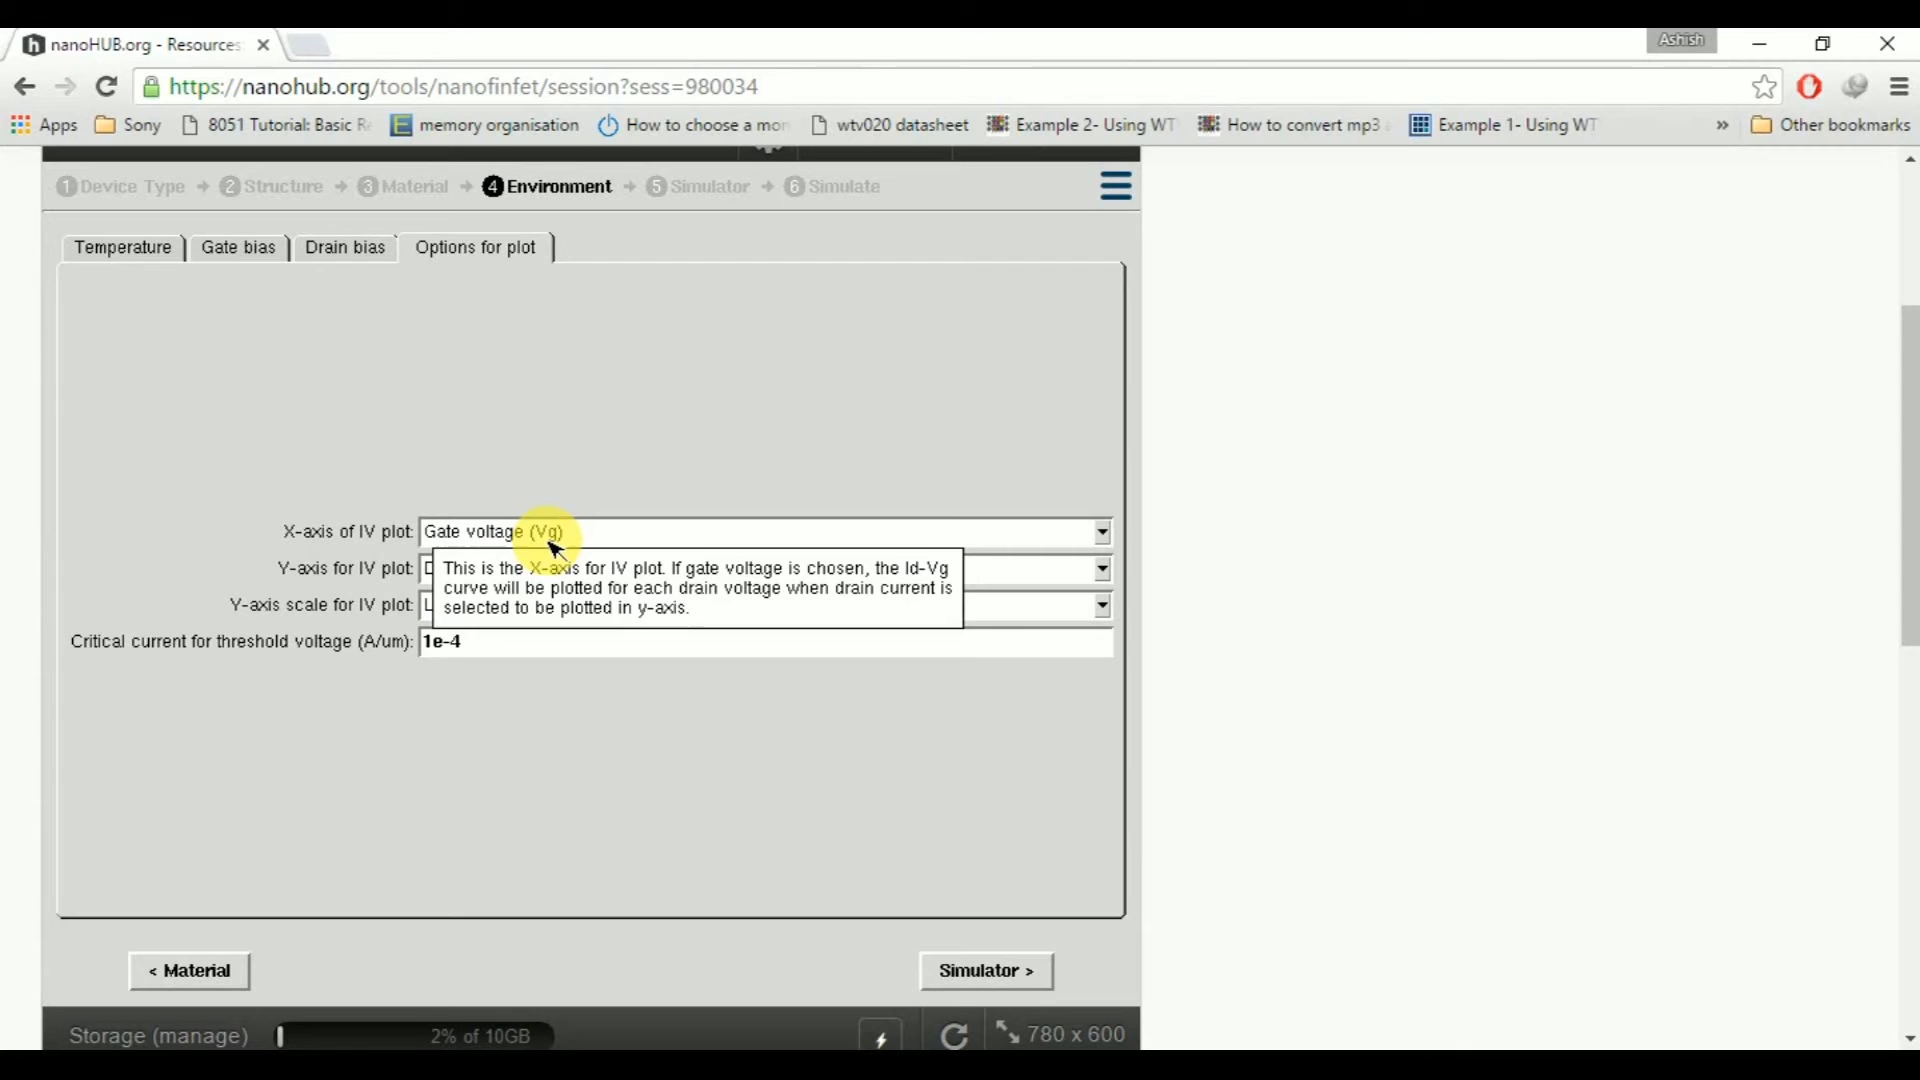 nanoHUB.org - Resources
Ashish
https://nanohub.org/tools/nanofinfet/session?sess=980034
Apps Sony 8051 Tutorial: Basic Re memory organisation How to choose a mon wtv020 datasheet Example 2- Using WT How to convert mp3 Example 1- Using WT » Other bookmarks
1 Device Type → 2 Structure → 3 Material → 4 Environment → 5 Simulator → 6 Simulate
Temperature Gate bias Drain bias Options for plot
X-axis of IV plot: Gate voltage (Vg)
Y-axis for IV plot:
This is the X-axis for IV plot. If gate voltage is chosen, the Id-Vg
curve will be plotted for each drain voltage when drain current is
selected to be plotted in y-axis.
Y-axis scale for IV plot:
Critical current for threshold voltage (A/um): 1e-4
< Material Simulator >
Storage (manage) 2% of 10GB 780 x 600